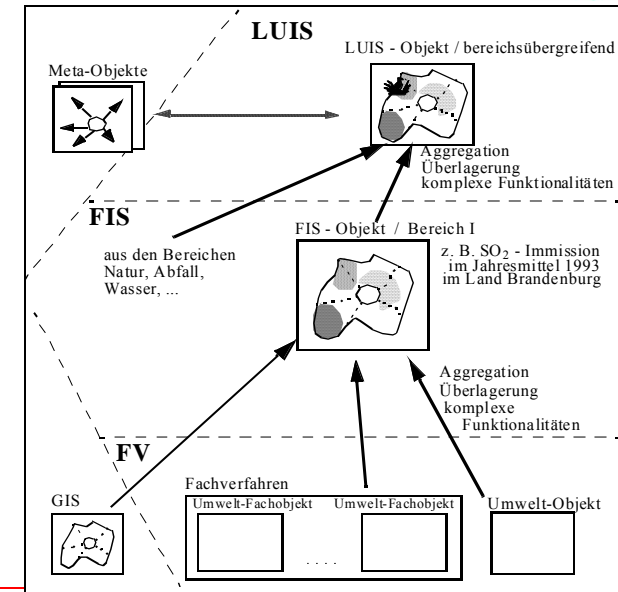 LUIS
LUIS - Objekt / bereichsübergreifend
Meta-Objekte
Aggregation
Überlagerung
komplexe Funktionalitäten
FIS
FIS - Objekt / Bereich I
aus den Bereichen
Natur, Abfall,
Wasser, ...
z. B. SO₂ - Immission
im Jahresmittel 1993
im Land Brandenburg
Aggregation
Überlagerung
komplexe
Funktionalitäten
FV
GIS
Fachverfahren
Umwelt-Fachobjekt Umwelt-Fachobjekt
. . . .
Umwelt-Objekt